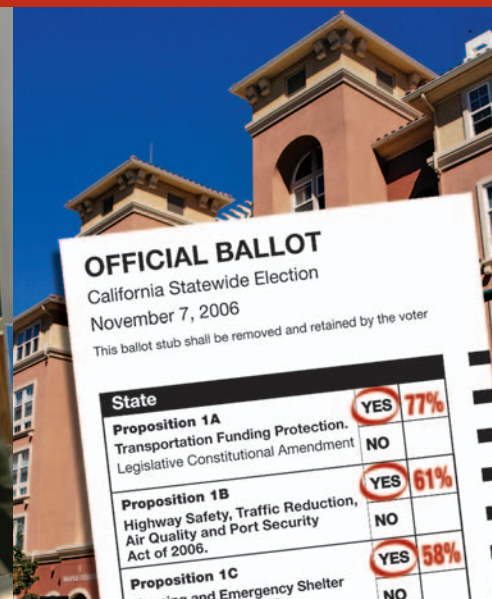 OFFICIAL BALLOT
California Statewide Election
November 7, 2006
This ballot stub shall be removed and retained by the voter
State
Proposition 1A
Transportation Funding Protection.
Legislative Constitutional Amendment
YES 77%
NO
Proposition 1B
Highway Safety, Traffic Reduction,
Air Quality and Port Security
Act of 2006.
YES 61%
NO
Proposition 1C
and Emergency Shelter
YES 58%
NO